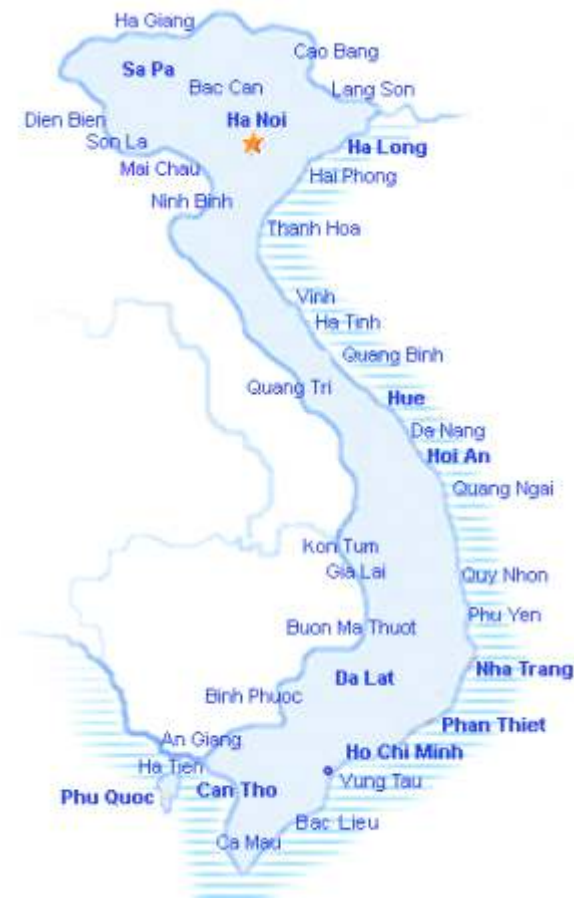 Ha Giang
Cao Bang
Sa Pa
Bac Can
Lang Son
Dien Bien
Ha Noi
Son La
Ha Long
Mai Chau
Hai Phong
Ninh Binh
Thanh Hoa
Vinh
Ha Tinh
Quang Binh
Quang Tri
Hue
Da Nang
Hoi An
Quang Ngai
Kon Tum
Gia Lai
Quy Nhon
Phu Yen
Buon Ma Thuot
Nha Trang
Da Lat
Binh Phuoc
Phan Thiet
An Giang
Ho Chi Minh
Ha Tien
Vung Tau
Phu Quoc
Can Tho
Bac Lieu
Ca Mau